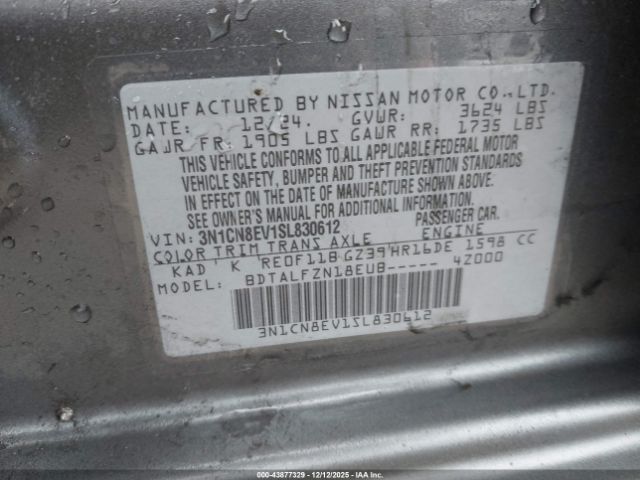 MANUFACTURED BY NISSAN MOTOR CO.,LTD.
DATE: 12/24. GVWR: 3624 LBS
GAWR FR. 1905 LBS GAWR RR: 1735 LBS
THIS VEHICLE CONFORMS TO ALL APPLICABLE FEDERAL MOTOR
VEHICLE SAFETY, BUMPER AND THEFT PREVENTION STANDARDS
IN EFFECT ON THE DATE OF MANUFACTURE SHOWN ABOVE.
SEE OWNER'S MANUAL FOR ADDITIONAL INFORMATION.
VIN: 3N1CN8EV1SL830612 PASSENGER CAR.
COLOR TRIM TRANS AXLE ENGINE
KAD K RE0F11B GZ39 HR16DE 1598 CC
BDTALFZN18EUB----- 4Z000
3N1CN8EV1SL830612
00-43877329 - 12/12/2025 - IAA Inc.